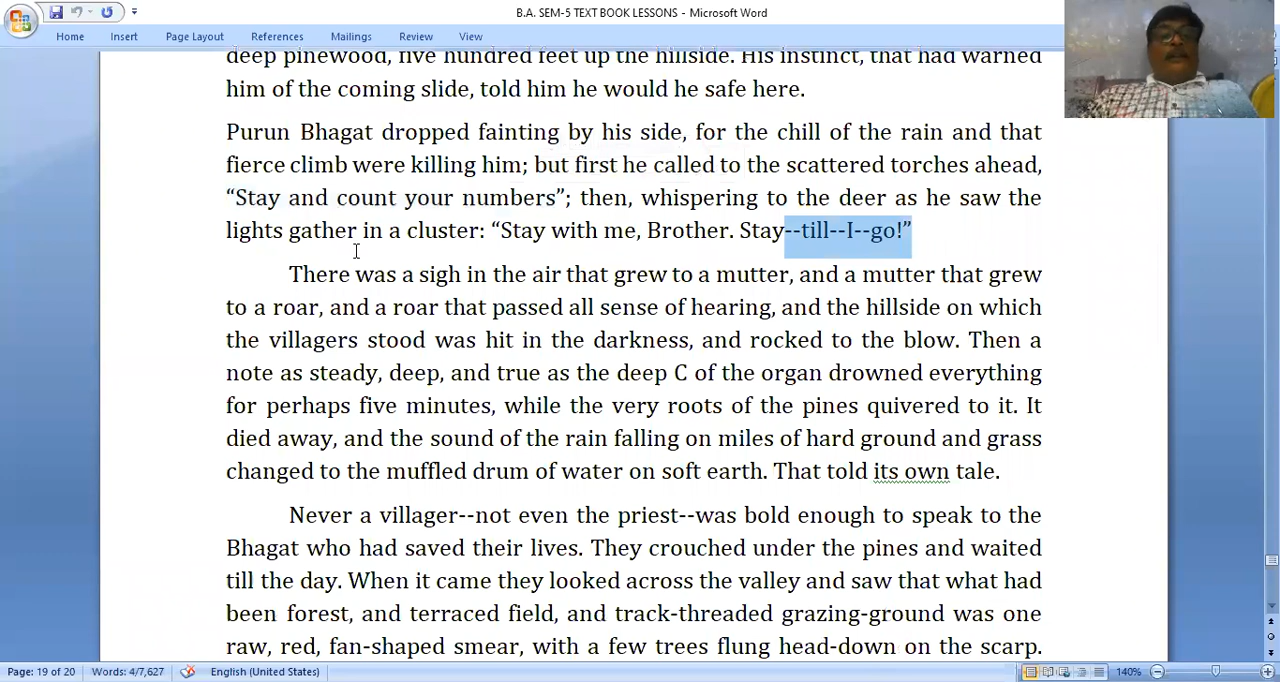 B.A. SEM-5 TEXT BOOK LESSONS - Microsoft Word
Home Insert Page Layout References Mailings Review View
deep pinewood, five hundred feet up the hillside. His instinct, that had warned
him of the coming slide, told him he would he safe here.
Purun Bhagat dropped fainting by his side, for the chill of the rain and that
fierce climb were killing him; but first he called to the scattered torches ahead,
“Stay and count your numbers”; then, whispering to the deer as he saw the
lights gather in a cluster: “Stay with me, Brother. Stay--till--I--go!”
There was a sigh in the air that grew to a mutter, and a mutter that grew
to a roar, and a roar that passed all sense of hearing, and the hillside on which
the villagers stood was hit in the darkness, and rocked to the blow. Then a
note as steady, deep, and true as the deep C of the organ drowned everything
for perhaps five minutes, while the very roots of the pines quivered to it. It
died away, and the sound of the rain falling on miles of hard ground and grass
changed to the muffled drum of water on soft earth. That told its own tale.
Never a villager--not even the priest--was bold enough to speak to the
Bhagat who had saved their lives. They crouched under the pines and waited
till the day. When it came they looked across the valley and saw that what had
been forest, and terraced field, and track-threaded grazing-ground was one
raw, red, fan-shaped smear, with a few trees flung head-down on the scarp.
Page: 19 of 20 Words: 4/7,627 English (United States) 140%